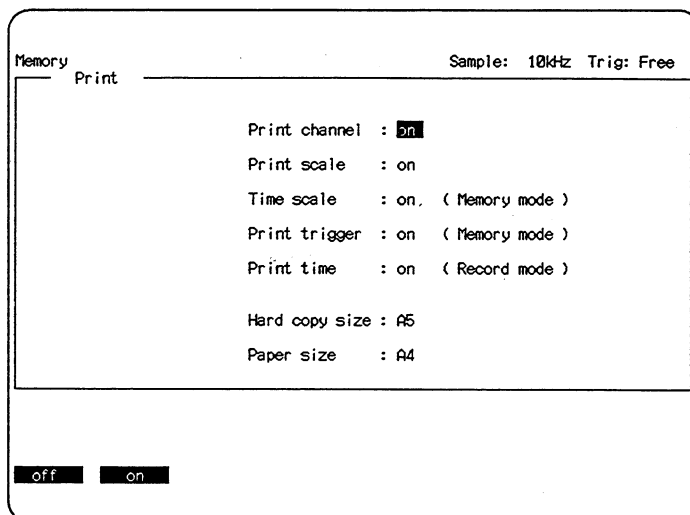 Memory Sample: 10kHz Trig: Free
Print
Print channel : on
Print scale : on
Time scale : on. ( Memory mode )
Print trigger : on ( Memory mode )
Print time : on ( Record mode )
Hard copy size : A5
Paper size : A4
off on